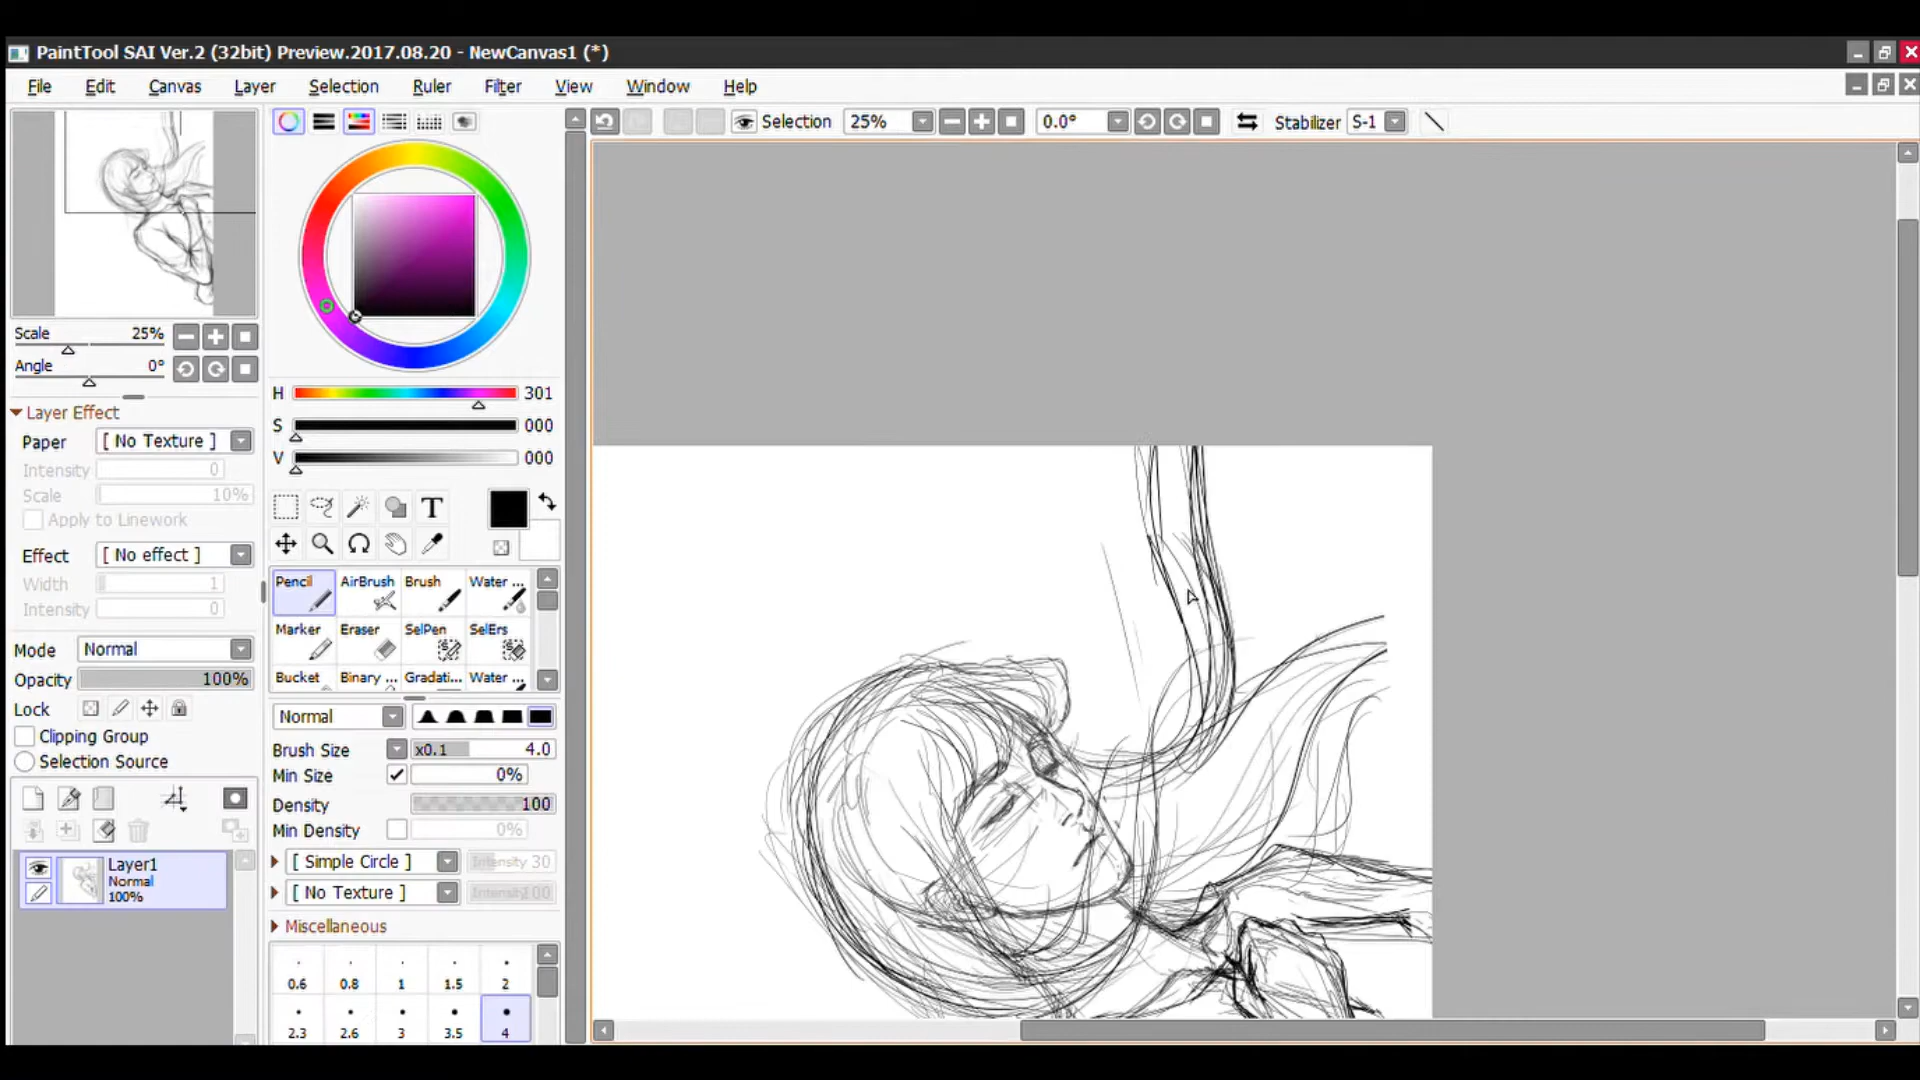 PaintTool SAI Ver.2 (32bit) Preview.2017.08.20 - NewCanvas1 (*)
File Edit Canvas Layer Selection Ruler Filter View Window Help
Selection 25% 0.0° Stabilizer S-1
Scale 25%
Angle 0°
Layer Effect
Paper [ No Texture ]
Intensity 0
Scale 10%
Apply to Linework
Effect [ No effect ]
Width 1
Intensity 0
Mode Normal
Opacity 100%
Lock
Clipping Group
Selection Source
Layer1
Normal
100%
H 301
S 000
V 000
T
Pencil AirBrush Brush Water ...
Marker Eraser SelPen SelErs
Bucket Binary ... Gradati... Water ...
Normal
Brush Size x0.1 4.0
Min Size 0%
Density 100
Min Density 0%
[ Simple Circle ] Intensity 30
[ No Texture ] Intensity 100
Miscellaneous
0.6 0.8 1 1.5 2
2.3 2.6 3 3.5 4